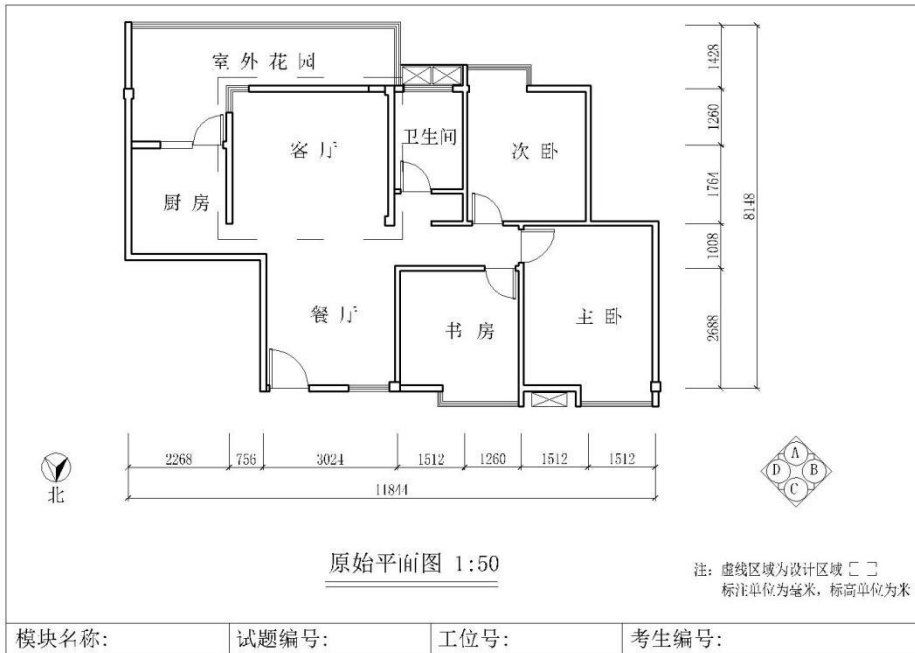 室外花园
客厅
卫生间
次卧
厨房
餐厅
书房
主卧
1428
1260
1764
1008
2688
8148
2268
756
3024
1512
1260
1512
1512
11844
北
A
D
B
C
原始平面图 1:50
注: 虚线区域为设计区域
标注单位为毫米, 标高单位为米
模块名称: 试题编号: 工位号: 考生编号: